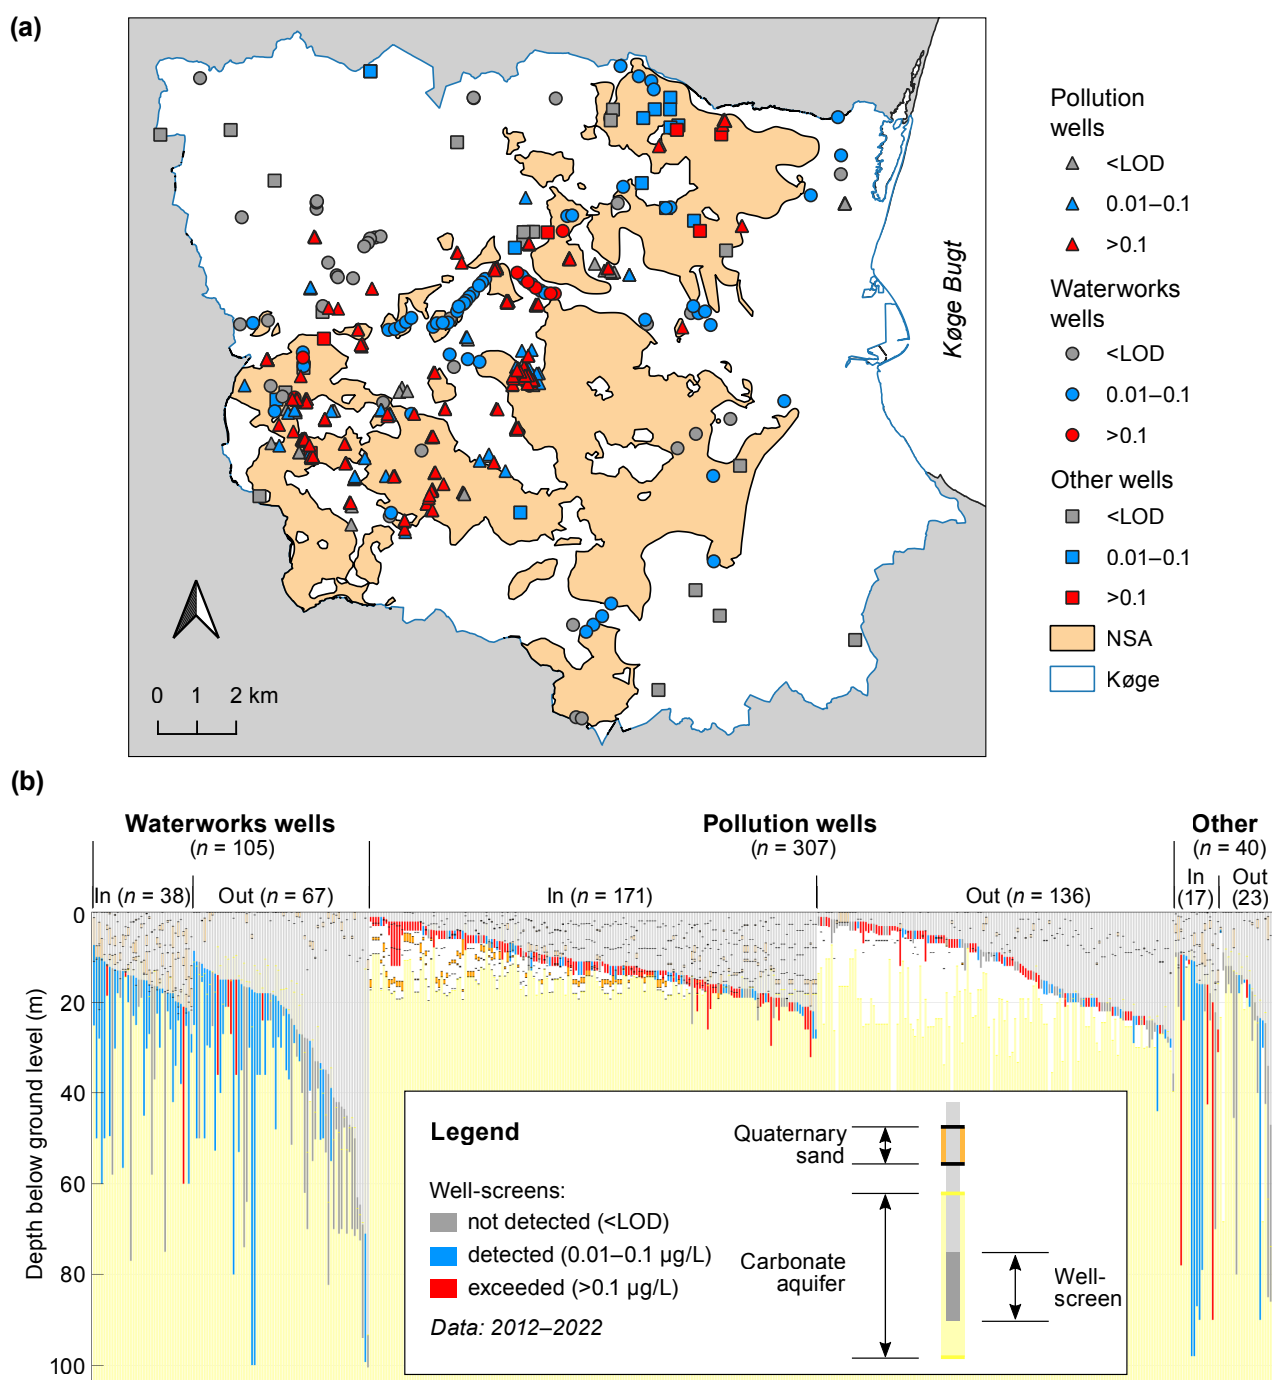 (a)
Køge Bugt
0 1 2 km
Pollution
wells
<LOD
0.01–0.1
>0.1
Waterworks
wells
<LOD
0.01–0.1
>0.1
Other wells
<LOD
0.01–0.1
>0.1
NSA
Køge
(b)
Waterworks wells
(n = 105)
In (n = 38)
Out (n = 67)
Pollution wells
(n = 307)
In (n = 171)
Out (n = 136)
Other
(n = 40)
In
(17)
Out
(23)
Depth below ground level (m)
0
20
40
60
80
100
Legend
Well-screens:
not detected (<LOD)
detected (0.01–0.1 µg/L)
exceeded (>0.1 µg/L)
Data: 2012–2022
Quaternary
sand
Carbonate
aquifer
Well-
screen